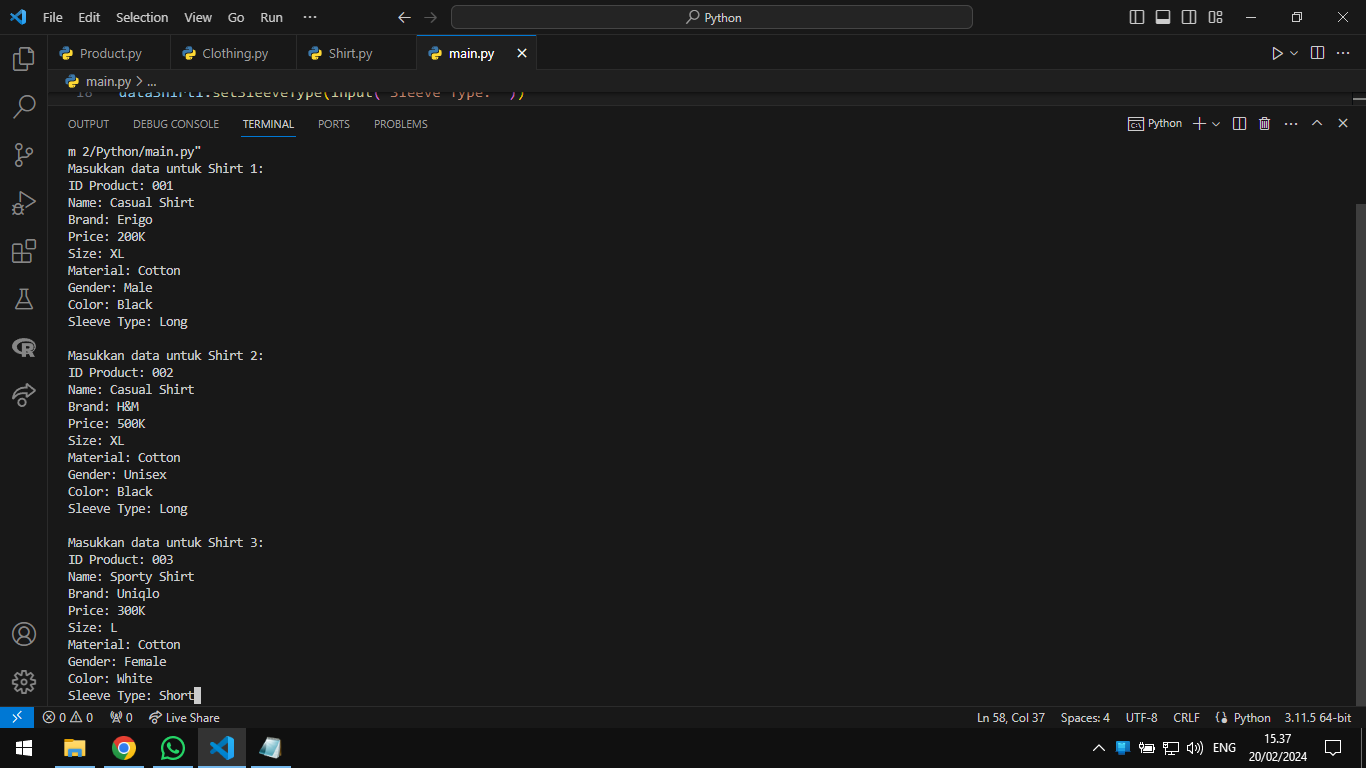 File Edit Selection View Go Run ··· Python
Product.py Clothing.py Shirt.py main.py
main.py > ...
18 dataShirt1.setSleeveType(input("Sleeve Type: "))
OUTPUT DEBUG CONSOLE TERMINAL PORTS PROBLEMS Python
m 2/Python/main.py"
Masukkan data untuk Shirt 1:
ID Product: 001
Name: Casual Shirt
Brand: Erigo
Price: 200K
Size: XL
Material: Cotton
Gender: Male
Color: Black
Sleeve Type: Long
Masukkan data untuk Shirt 2:
ID Product: 002
Name: Casual Shirt
Brand: H&M
Price: 500K
Size: XL
Material: Cotton
Gender: Unisex
Color: Black
Sleeve Type: Long
Masukkan data untuk Shirt 3:
ID Product: 003
Name: Sporty Shirt
Brand: Uniqlo
Price: 300K
Size: L
Material: Cotton
Gender: Female
Color: White
Sleeve Type: Short
0 0 0 Live Share Ln 58, Col 37 Spaces: 4 UTF-8 CRLF Python 3.11.5 64-bit
ENG 15.37
20/02/2024